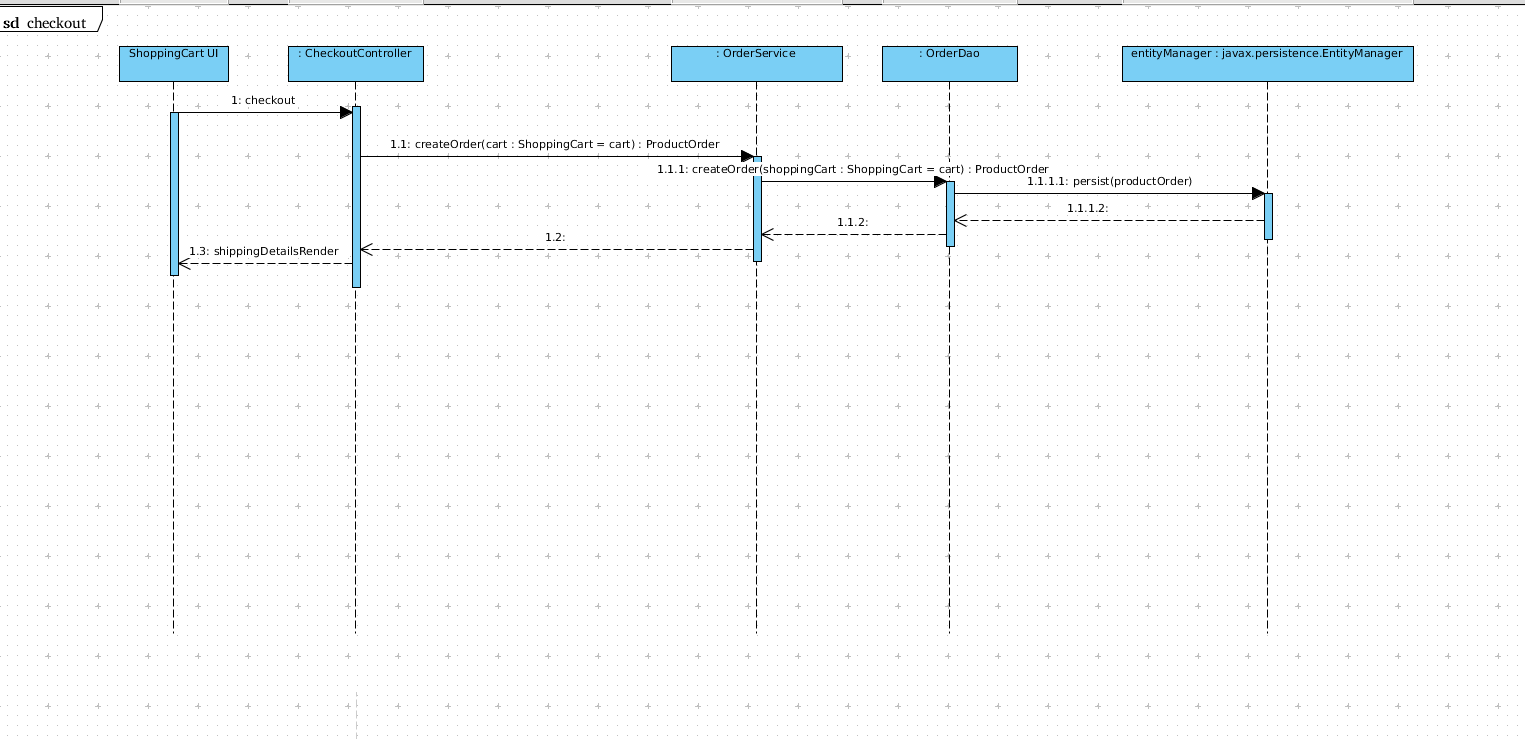 sd checkout
ShoppingCart UI
: CheckoutController
: OrderService
: OrderDao
entityManager : javax.persistence.EntityManager
1: checkout
1.1: createOrder(cart : ShoppingCart = cart) : ProductOrder
1.1.1: createOrder(shoppingCart : ShoppingCart = cart) : ProductOrder
1.1.1.1: persist(productOrder)
1.1.1.2:
1.1.2:
1.2:
1.3: shippingDetailsRender